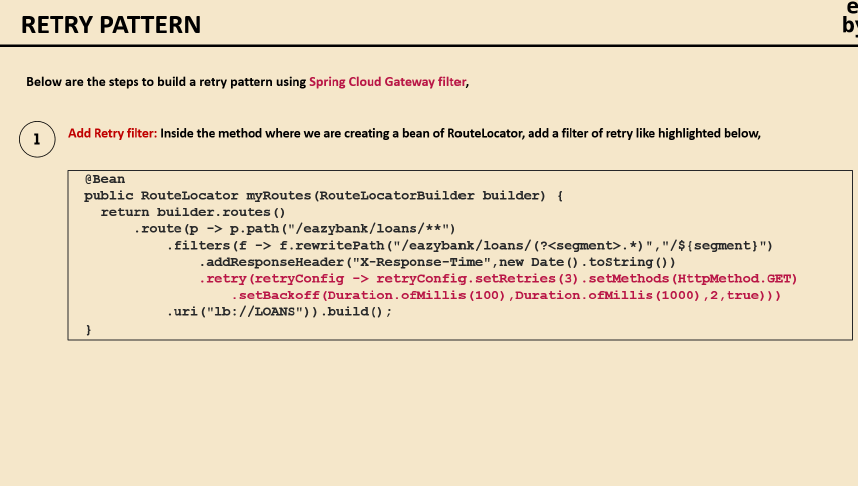 RETRY PATTERN
Below are the steps to build a retry pattern using Spring Cloud Gateway filter,
1
Add Retry filter: Inside the method where we are creating a bean of RouteLocator, add a filter of retry like highlighted below,
@Bean
public RouteLocator myRoutes(RouteLocatorBuilder builder) {
return builder.routes()
.route(p -> p.path("/eazybank/loans/**")
.filters(f -> f.rewritePath("/eazybank/loans/(?<segment>.*)","/${segment}")
.addResponseHeader("X-Response-Time",new Date().toString())
.retry(retryConfig -> retryConfig.setRetries(3).setMethods(HttpMethod.GET)
.setBackoff(Duration.ofMillis(100),Duration.ofMillis(1000),2,true)))
.uri("lb://LOANS")).build();
}